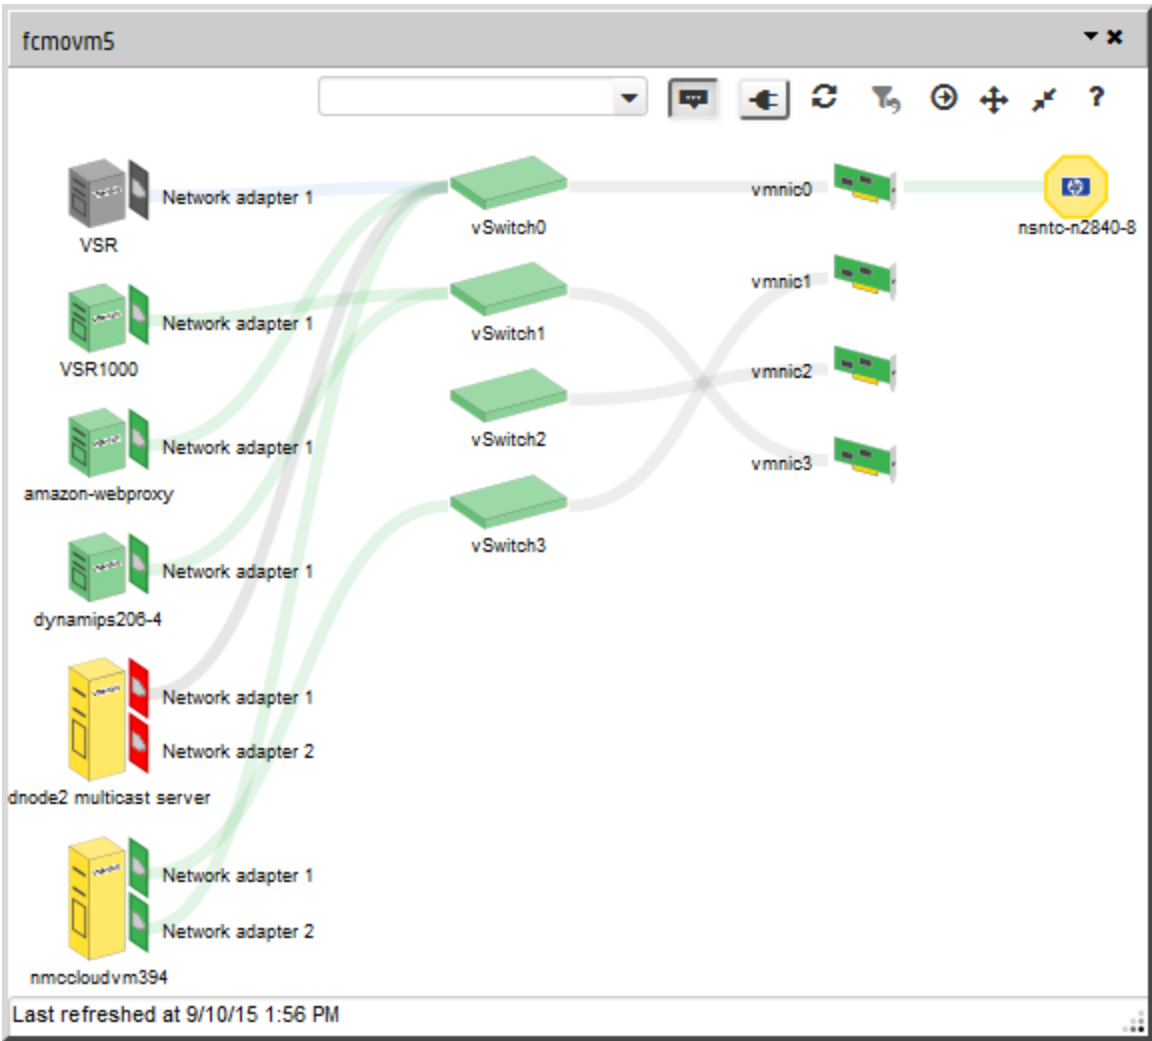 fcmovm5
?
Network adapter 1
VSR
Network adapter 1
VSR1000
Network adapter 1
amazon-webproxy
Network adapter 1
dynamips206-4
Network adapter 1
Network adapter 2
dnode2 multicast server
Network adapter 1
Network adapter 2
nmccloudvm394
vSwitch0
vSwitch1
vSwitch2
vSwitch3
vmnic0
vmnic1
vmnic2
vmnic3
hp
nsntc-n2840-8
Last refreshed at 9/10/15 1:56 PM